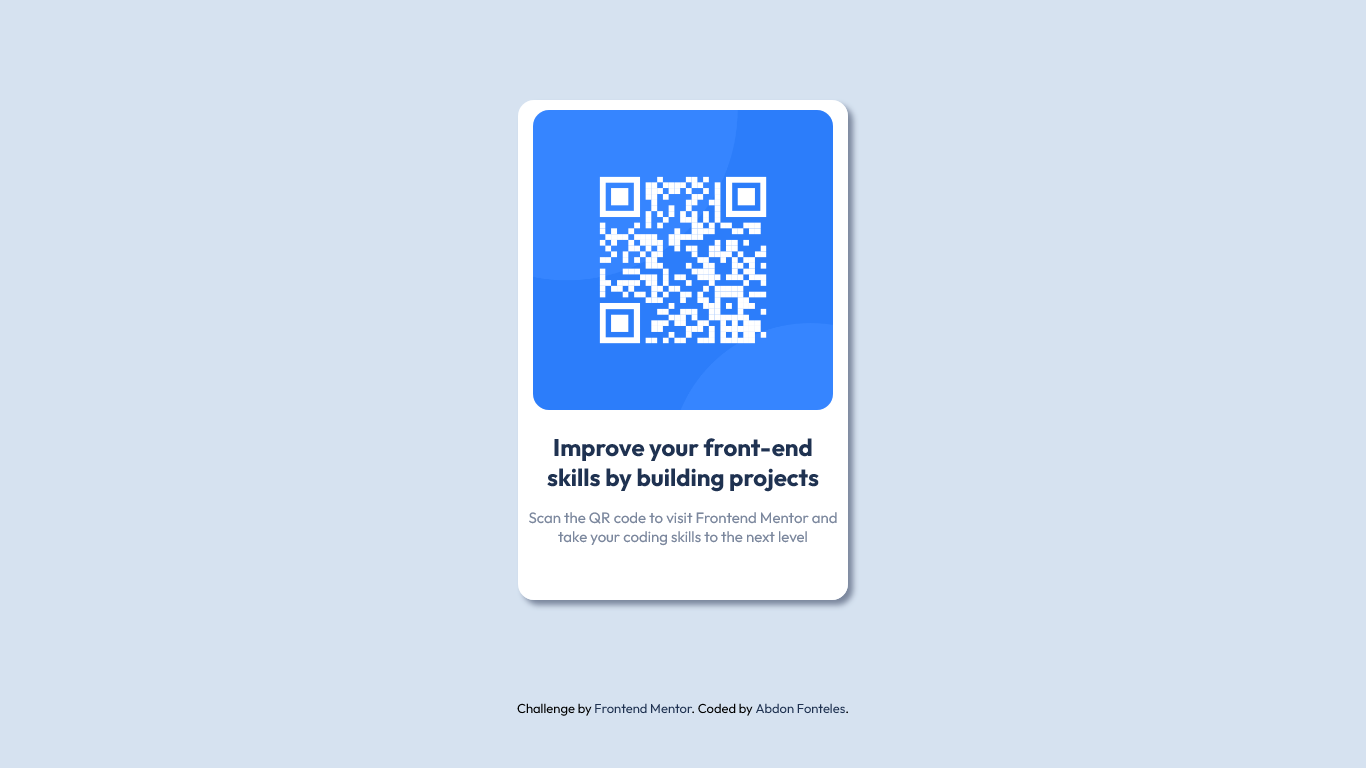 Improve your front-end
skills by building projects
Scan the QR code to visit Frontend Mentor and
take your coding skills to the next level
Challenge by Frontend Mentor. Coded by Abdon Fonteles.